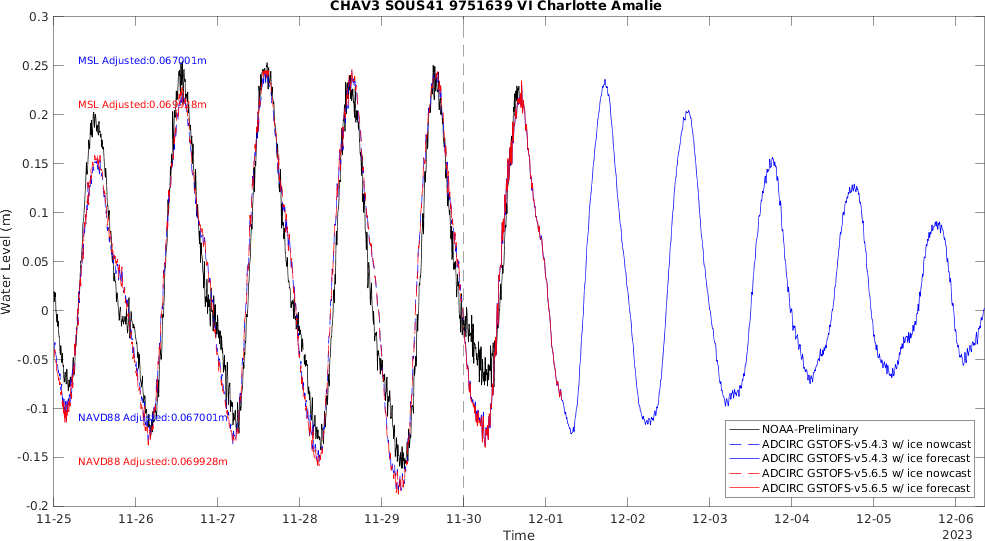 CHAV3 SOUS41 9751639 VI Charlotte Amalie
0.3
0.25
0.2
0.15
0.1
0.05
0
-0.05
-0.1
-0.15
-0.2
Water Level (m)
MSL Adjusted:0.067001m
MSL Adjusted:0.069928m
NAVD88 Adjusted:0.067001m
NAVD88 Adjusted:0.069928m
NOAA-Preliminary
ADCIRC GSTOFS-v5.4.3 w/ ice nowcast
ADCIRC GSTOFS-v5.4.3 w/ ice forecast
ADCIRC GSTOFS-v5.6.5 w/ ice nowcast
ADCIRC GSTOFS-v5.6.5 w/ ice forecast
11-25 11-26 11-27 11-28 11-29 11-30 12-01 12-02 12-03 12-04 12-05 12-06
Time
2023